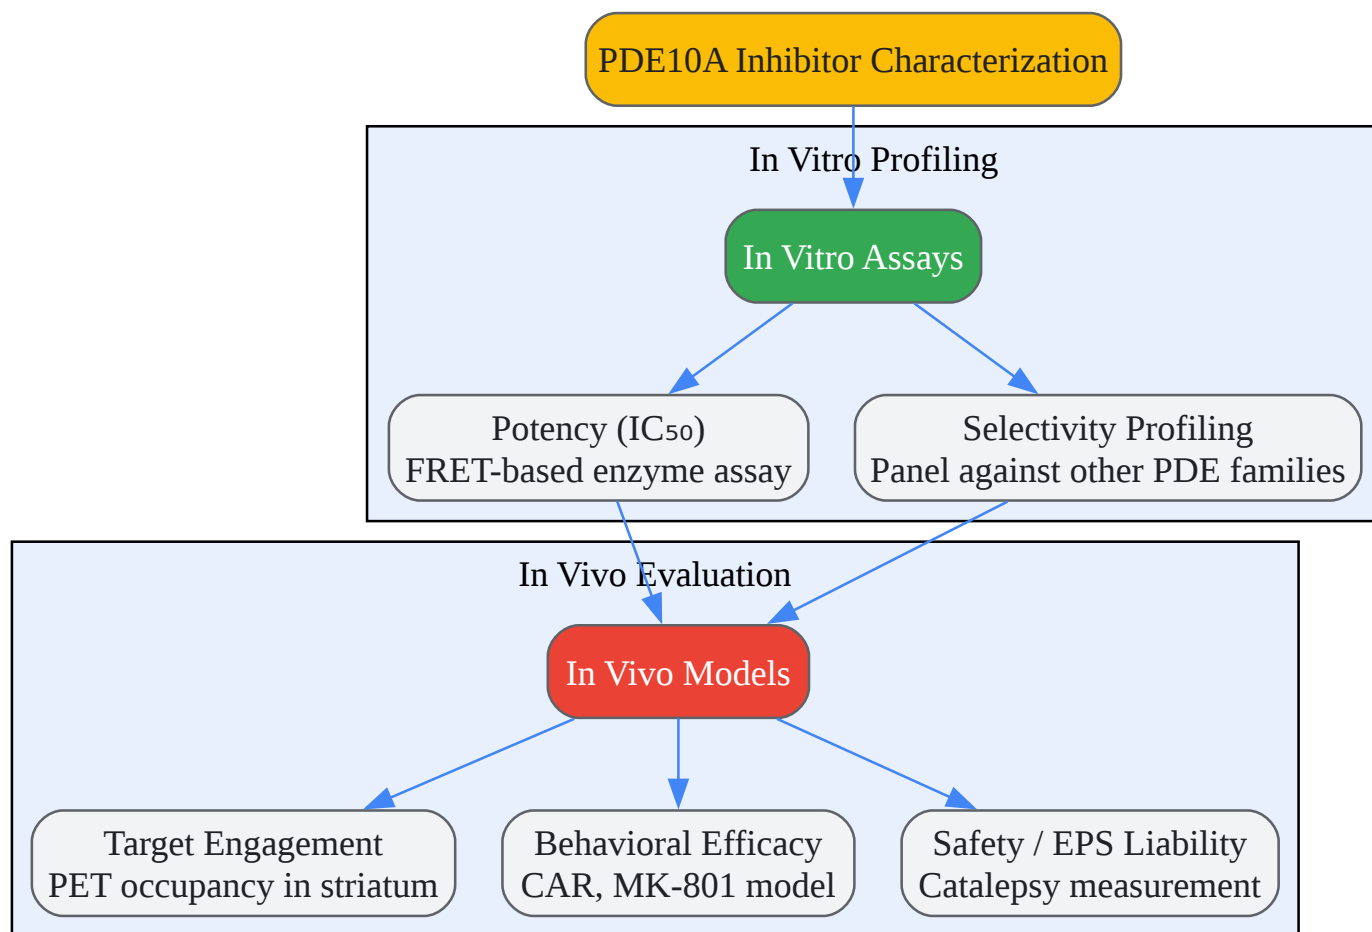 PDE10A Inhibitor Characterization
In Vitro Profiling
In Vitro Assays
Potency (IC₅₀)
FRET-based enzyme assay
Selectivity Profiling
Panel against other PDE families
In Vivo Evaluation
In Vivo Models
Target Engagement
PET occupancy in striatum
Behavioral Efficacy
CAR, MK-801 model
Safety / EPS Liability
Catalepsy measurement